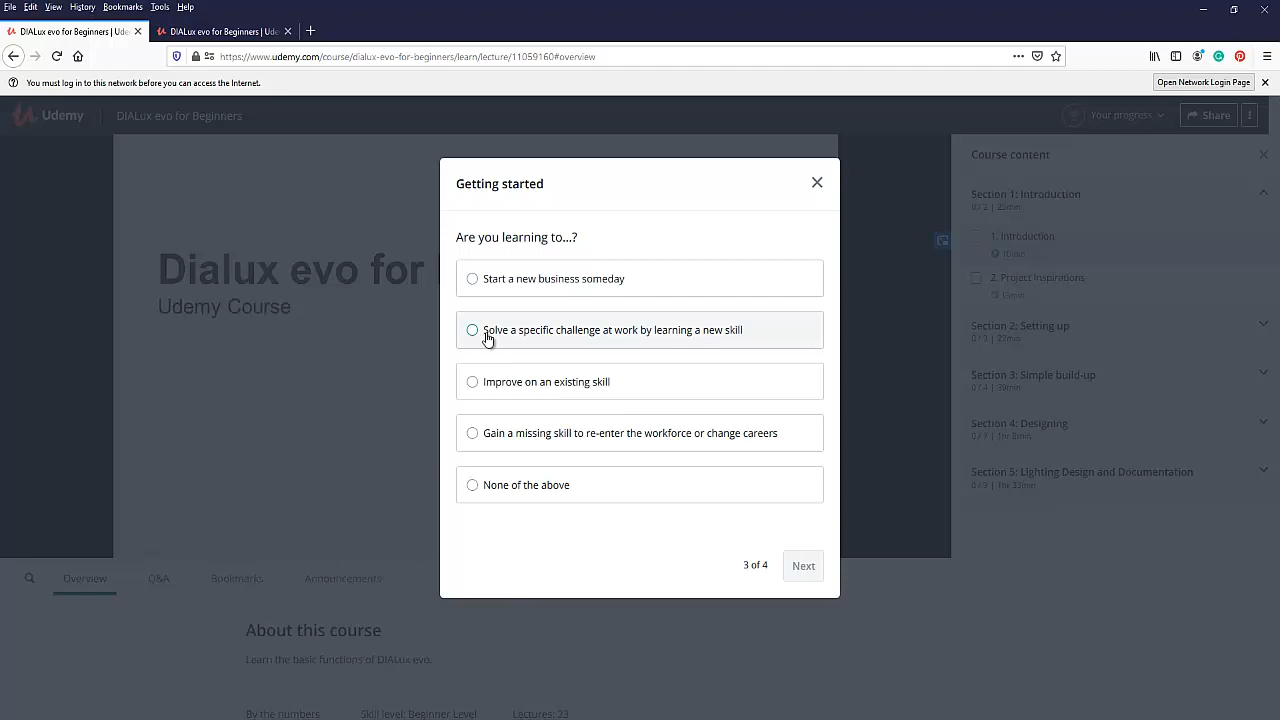 File Edit View History Bookmarks Tools Help
DIALux evo for Beginners | Ude
DIALux evo for Beginners | Ude
https://www.udemy.com/course/dialux-evo-for-beginners/learn/lecture/11059160#overview
You must log in to this network before you can access the Internet.
Open Network Login Page
Udemy
DIALux evo for Beginners
Your progress
Share
Dialux evo for
Udemy Course
Getting started
Are you learning to...?
Start a new business someday
Solve a specific challenge at work by learning a new skill
Improve on an existing skill
Gain a missing skill to re-enter the workforce or change careers
None of the above
3 of 4
Next
Course content
Section 1: Introduction
0 / 2 | 25min
1. Introduction
10min
2. Project Inspirations
15min
Section 2: Setting up
Section 3: Simple build-up
Section 4: Designing
Section 5: Lighting Design and Documentation
Overview
Q&A
Bookmarks
Announcements
About this course
Learn the basic functions of DIALux evo.
By the numbers
Skill level: Beginner Level
Lectures: 23